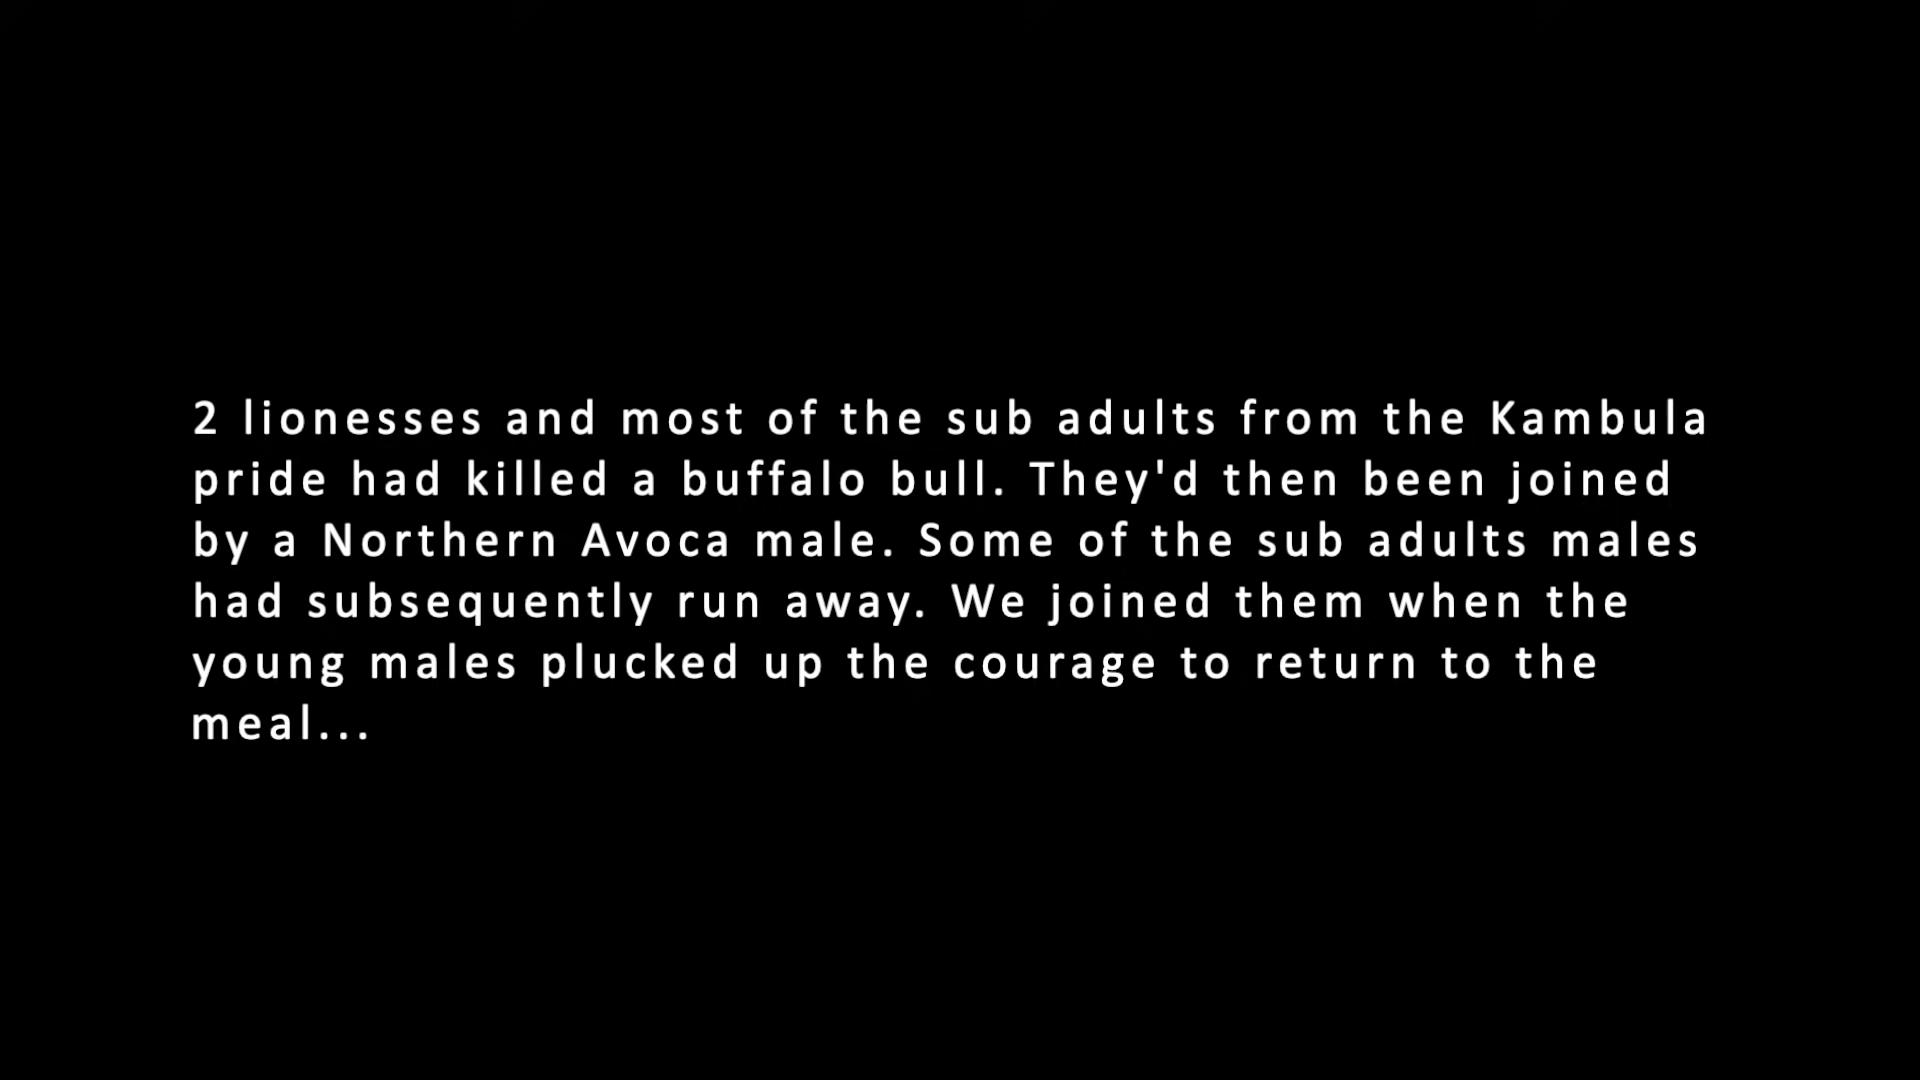 2 lionesses and most of the sub adults from the Kambula
pride had killed a buffalo bull. They'd then been joined
by a Northern Avoca male. Some of the sub adults males
had subsequently run away. We joined them when the
young males plucked up the courage to return to the
meal...